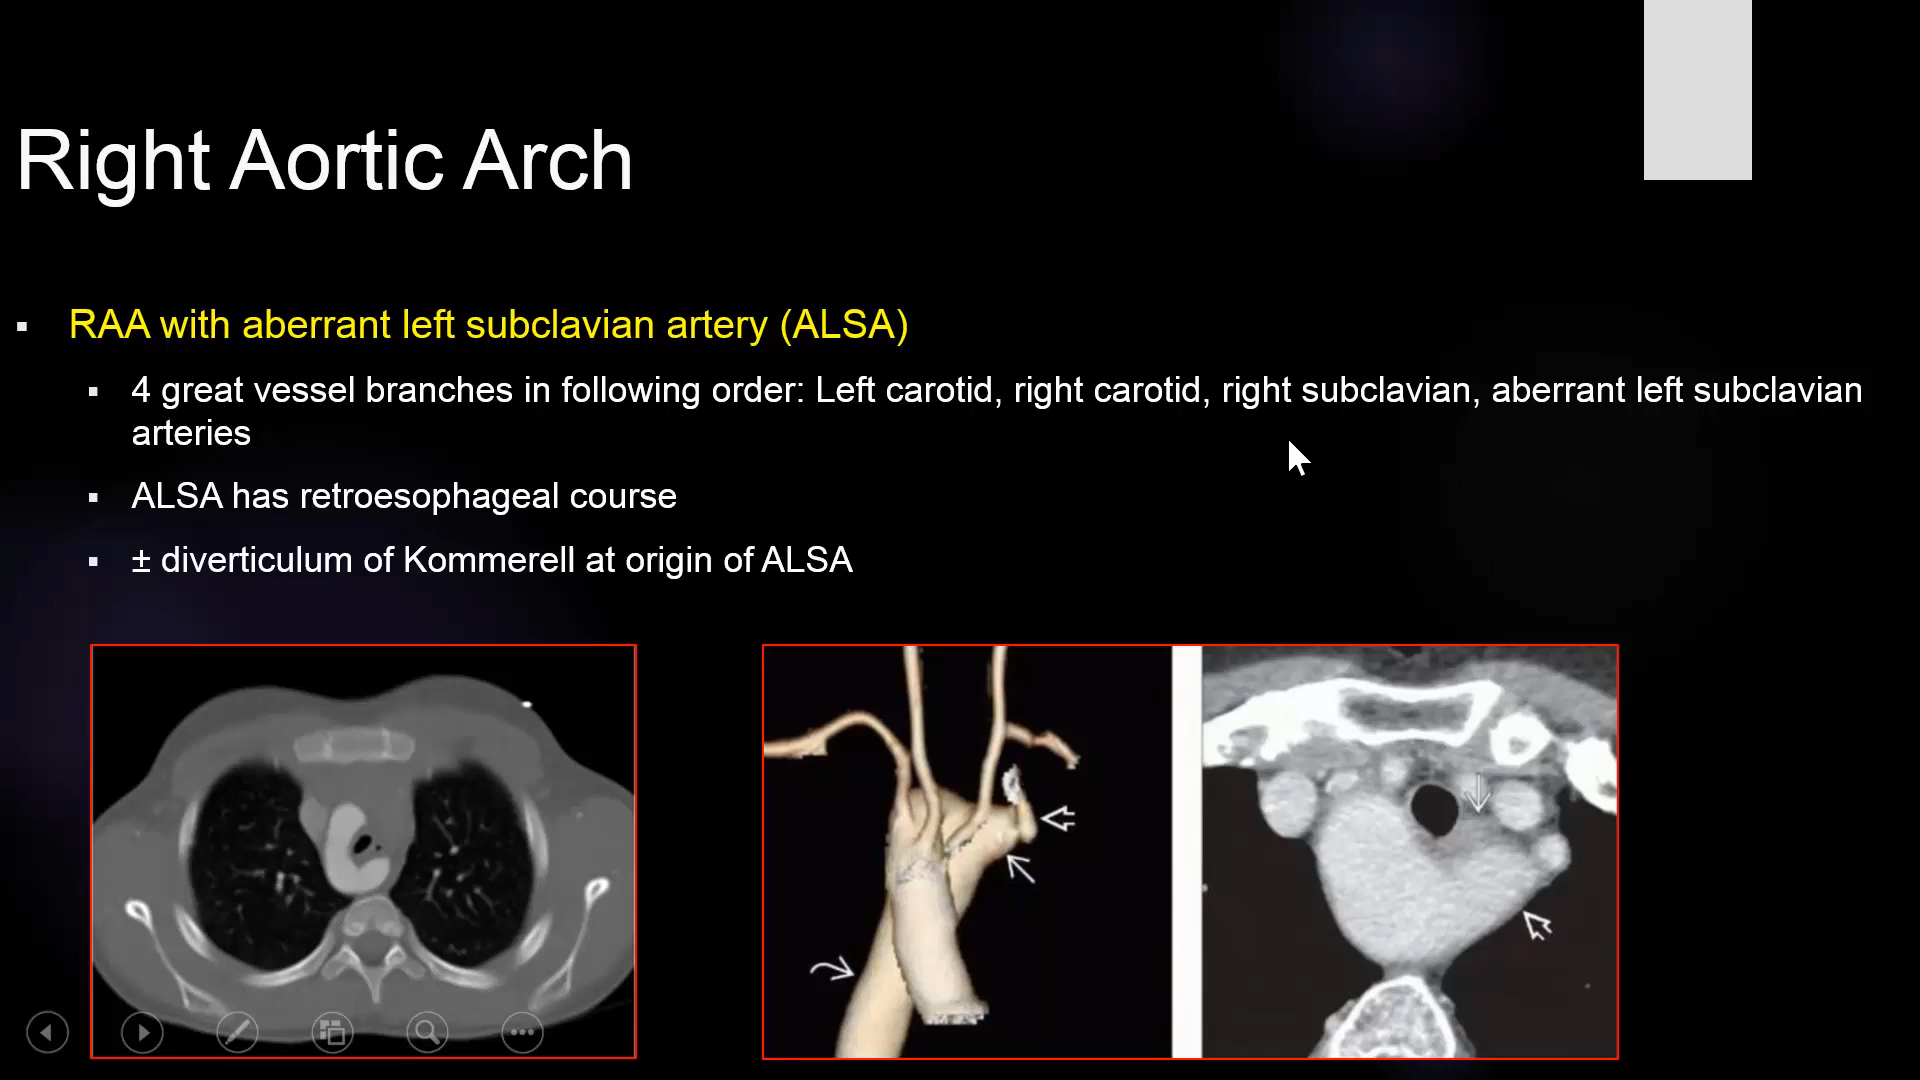 Right Aortic Arch
RAA with aberrant left subclavian artery (ALSA)
4 great vessel branches in following order: Left carotid, right carotid, right subclavian, aberrant left subclavian
arteries
ALSA has retroesophageal course
± diverticulum of Kommerell at origin of ALSA